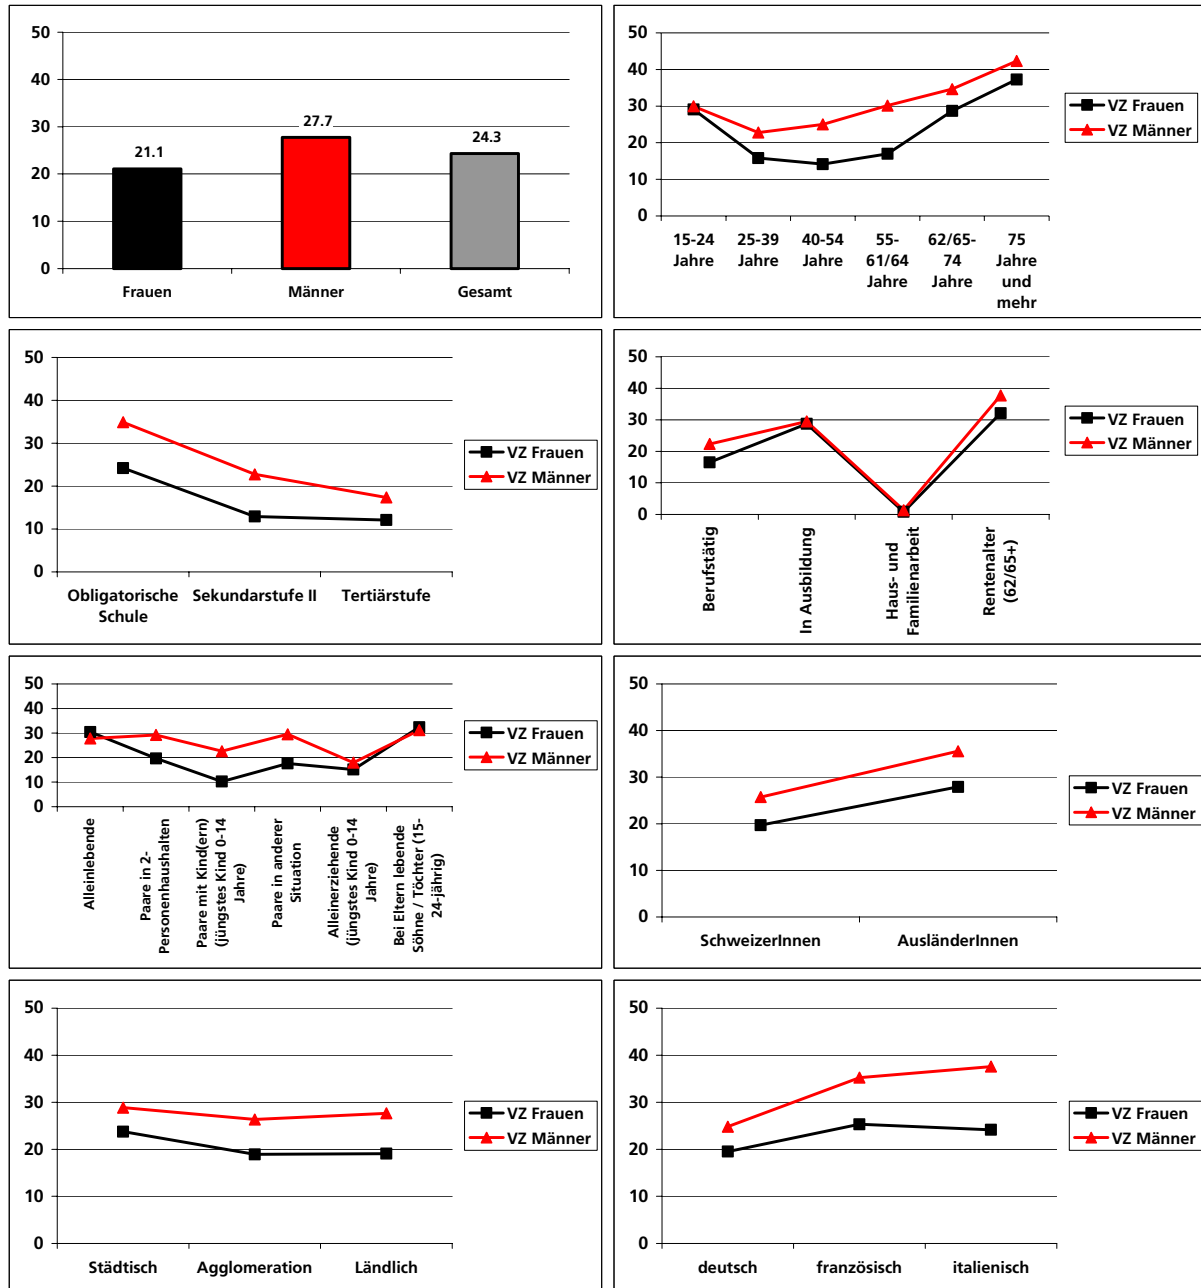 50
40
30
20
10
0
21.1
27.7
24.3
Frauen Männer Gesamt
50
40
30
20
10
0
15-24 25-39 40-54 55- 62/65- 75
Jahre Jahre Jahre 61/64 74 Jahre
Jahre Jahre und
mehr
VZ Frauen
VZ Männer
50
40
30
20
10
0
Obligatorische Sekundarstufe II Tertiärstufe
Schule
VZ Frauen
VZ Männer
50
40
30
20
10
0
Berufstätig
In Ausbildung
Haus- und
Familienarbeit
Rentenalter
(62/65+)
VZ Frauen
VZ Männer
50
40
30
20
10
0
Alleinlebende
Paare in 2-
Personenhaushalten
Paare mit Kind(ern)
(jüngstes Kind 0-14
Jahre)
Paare in anderer
Situation
Alleinerziehende
(jüngstes Kind 0-14
Jahre)
Bei Eltern lebende
Söhne / Töchter (15-
24-jährig)
VZ Frauen
VZ Männer
50
40
30
20
10
0
SchweizerInnen AusländerInnen
VZ Frauen
VZ Männer
50
40
30
20
10
0
Städtisch Agglomeration Ländlich
VZ Frauen
VZ Männer
50
40
30
20
10
0
deutsch französisch italienisch
VZ Frauen
VZ Männer